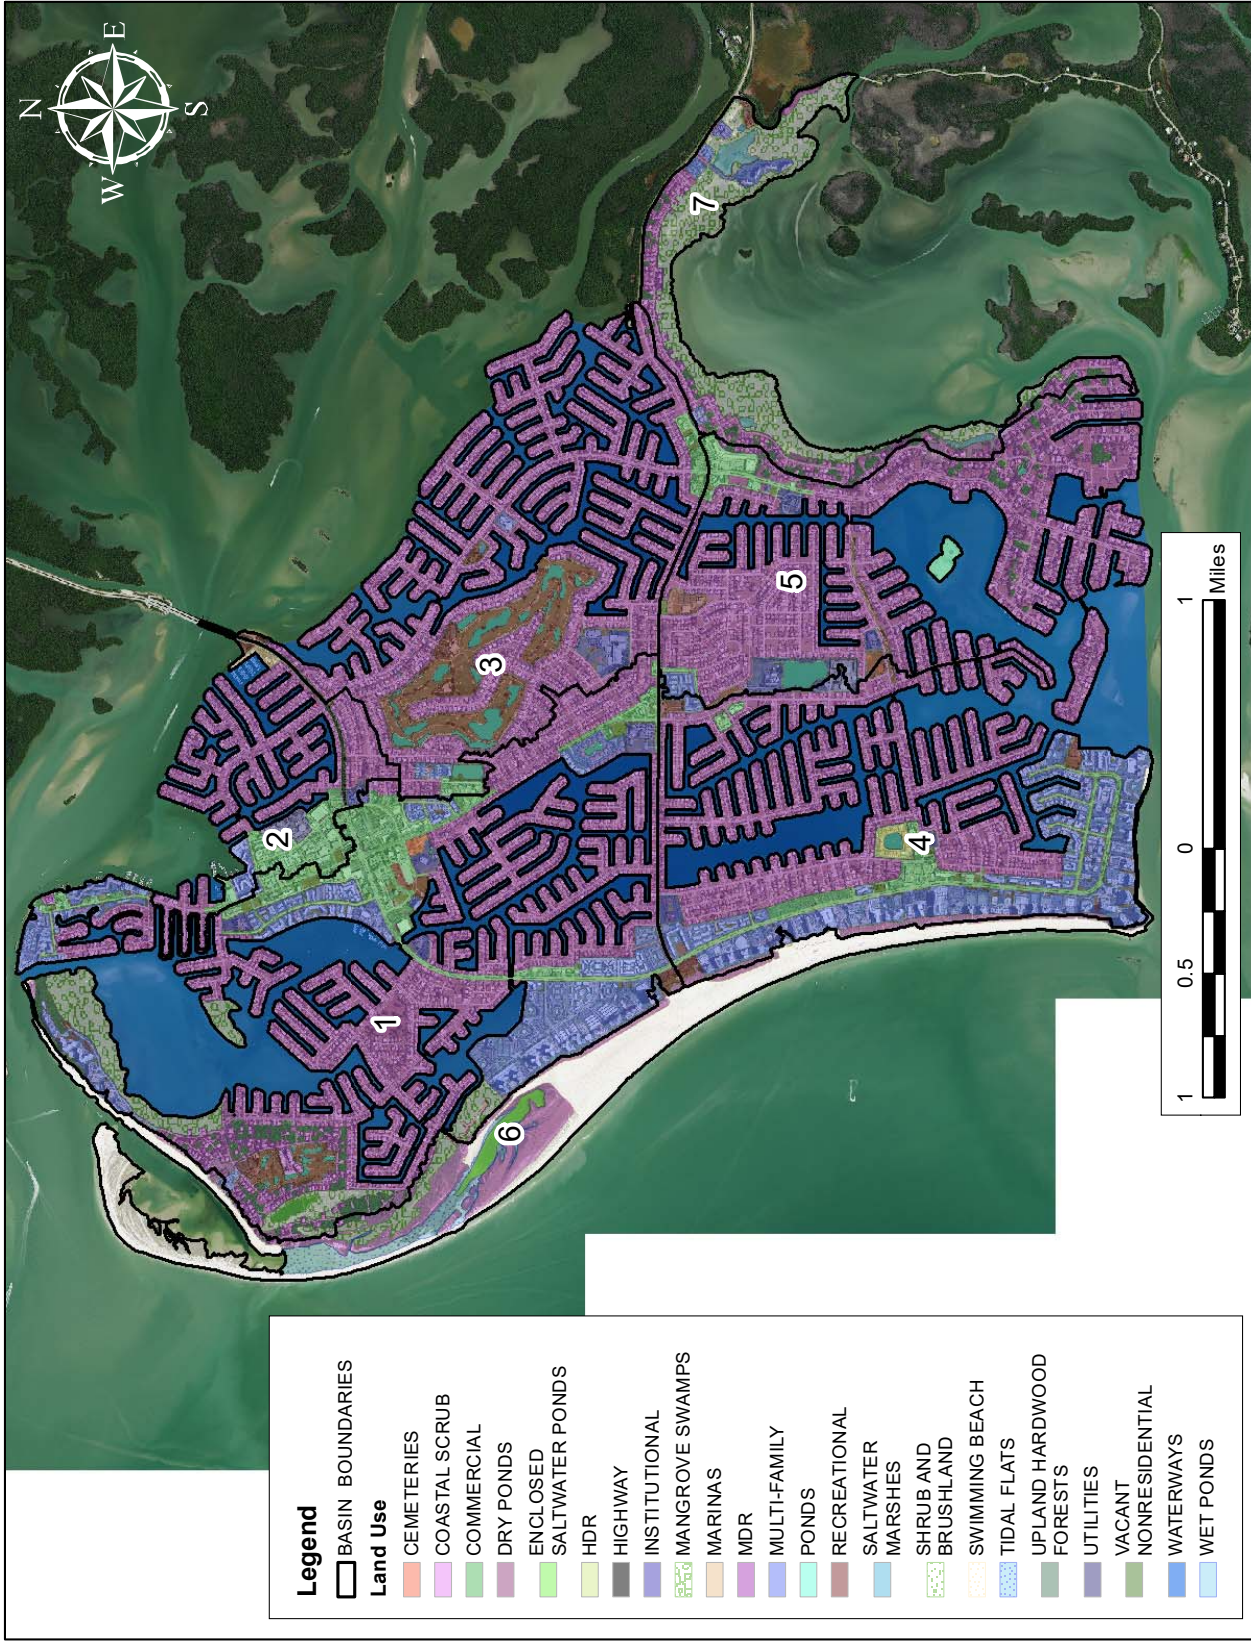 N
W
E
S
1
2
3
4
5
6
7
1
0.5
0
1
Miles
Legend
BASIN BOUNDARIES
Land Use
CEMETERIES
COASTAL SCRUB
COMMERCIAL
DRY PONDS
ENCLOSED
SALTWATER PONDS
HDR
HIGHWAY
INSTITUTIONAL
MANGROVE SWAMPS
MARINAS
MDR
MULTI-FAMILY
PONDS
RECREATIONAL
SALTWATER
MARSHES
SHRUB AND
BRUSHLAND
SWIMMING BEACH
TIDAL FLATS
UPLAND HARDWOOD
FORESTS
UTILITIES
VACANT
NONRESIDENTIAL
WATERWAYS
WET PONDS